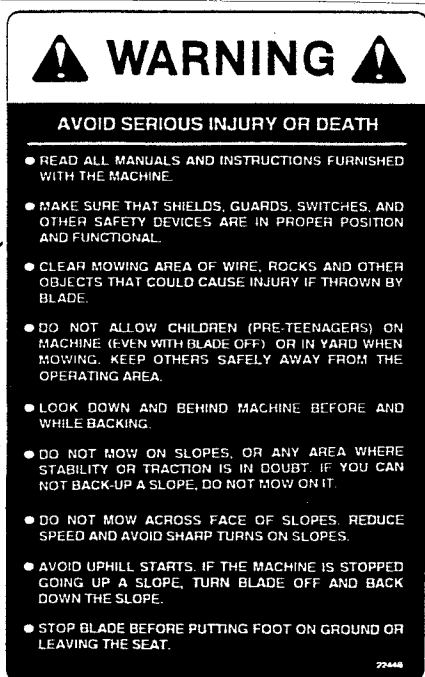 WARNING
AVOID SERIOUS INJURY OR DEATH
● READ ALL MANUALS AND INSTRUCTIONS FURNISHED
WITH THE MACHINE.
● MAKE SURE THAT SHIELDS, GUARDS, SWITCHES, AND
OTHER SAFETY DEVICES ARE IN PROPER POSITION
AND FUNCTIONAL.
● CLEAR MOWING AREA OF WIRE, ROCKS AND OTHER
OBJECTS THAT COULD CAUSE INJURY IF THROWN BY
BLADE.
● DO NOT ALLOW CHILDREN (PRE-TEENAGERS) ON
MACHINE (EVEN WITH BLADE OFF) OR IN YARD WHEN
MOWING. KEEP OTHERS SAFELY AWAY FROM THE
OPERATING AREA.
● LOOK DOWN AND BEHIND MACHINE BEFORE AND
WHILE BACKING.
● DO NOT MOW ON SLOPES, OR ANY AREA WHERE
STABILITY OR TRACTION IS IN DOUBT. IF YOU CAN
NOT BACK-UP A SLOPE, DO NOT MOW ON IT.
● DO NOT MOW ACROSS FACE OF SLOPES. REDUCE
SPEED AND AVOID SHARP TURNS ON SLOPES.
● AVOID UPHILL STARTS. IF THE MACHINE IS STOPPED
GOING UP A SLOPE, TURN BLADE OFF AND BACK
DOWN THE SLOPE.
● STOP BLADE BEFORE PUTTING FOOT ON GROUND OR
LEAVING THE SEAT.
22446